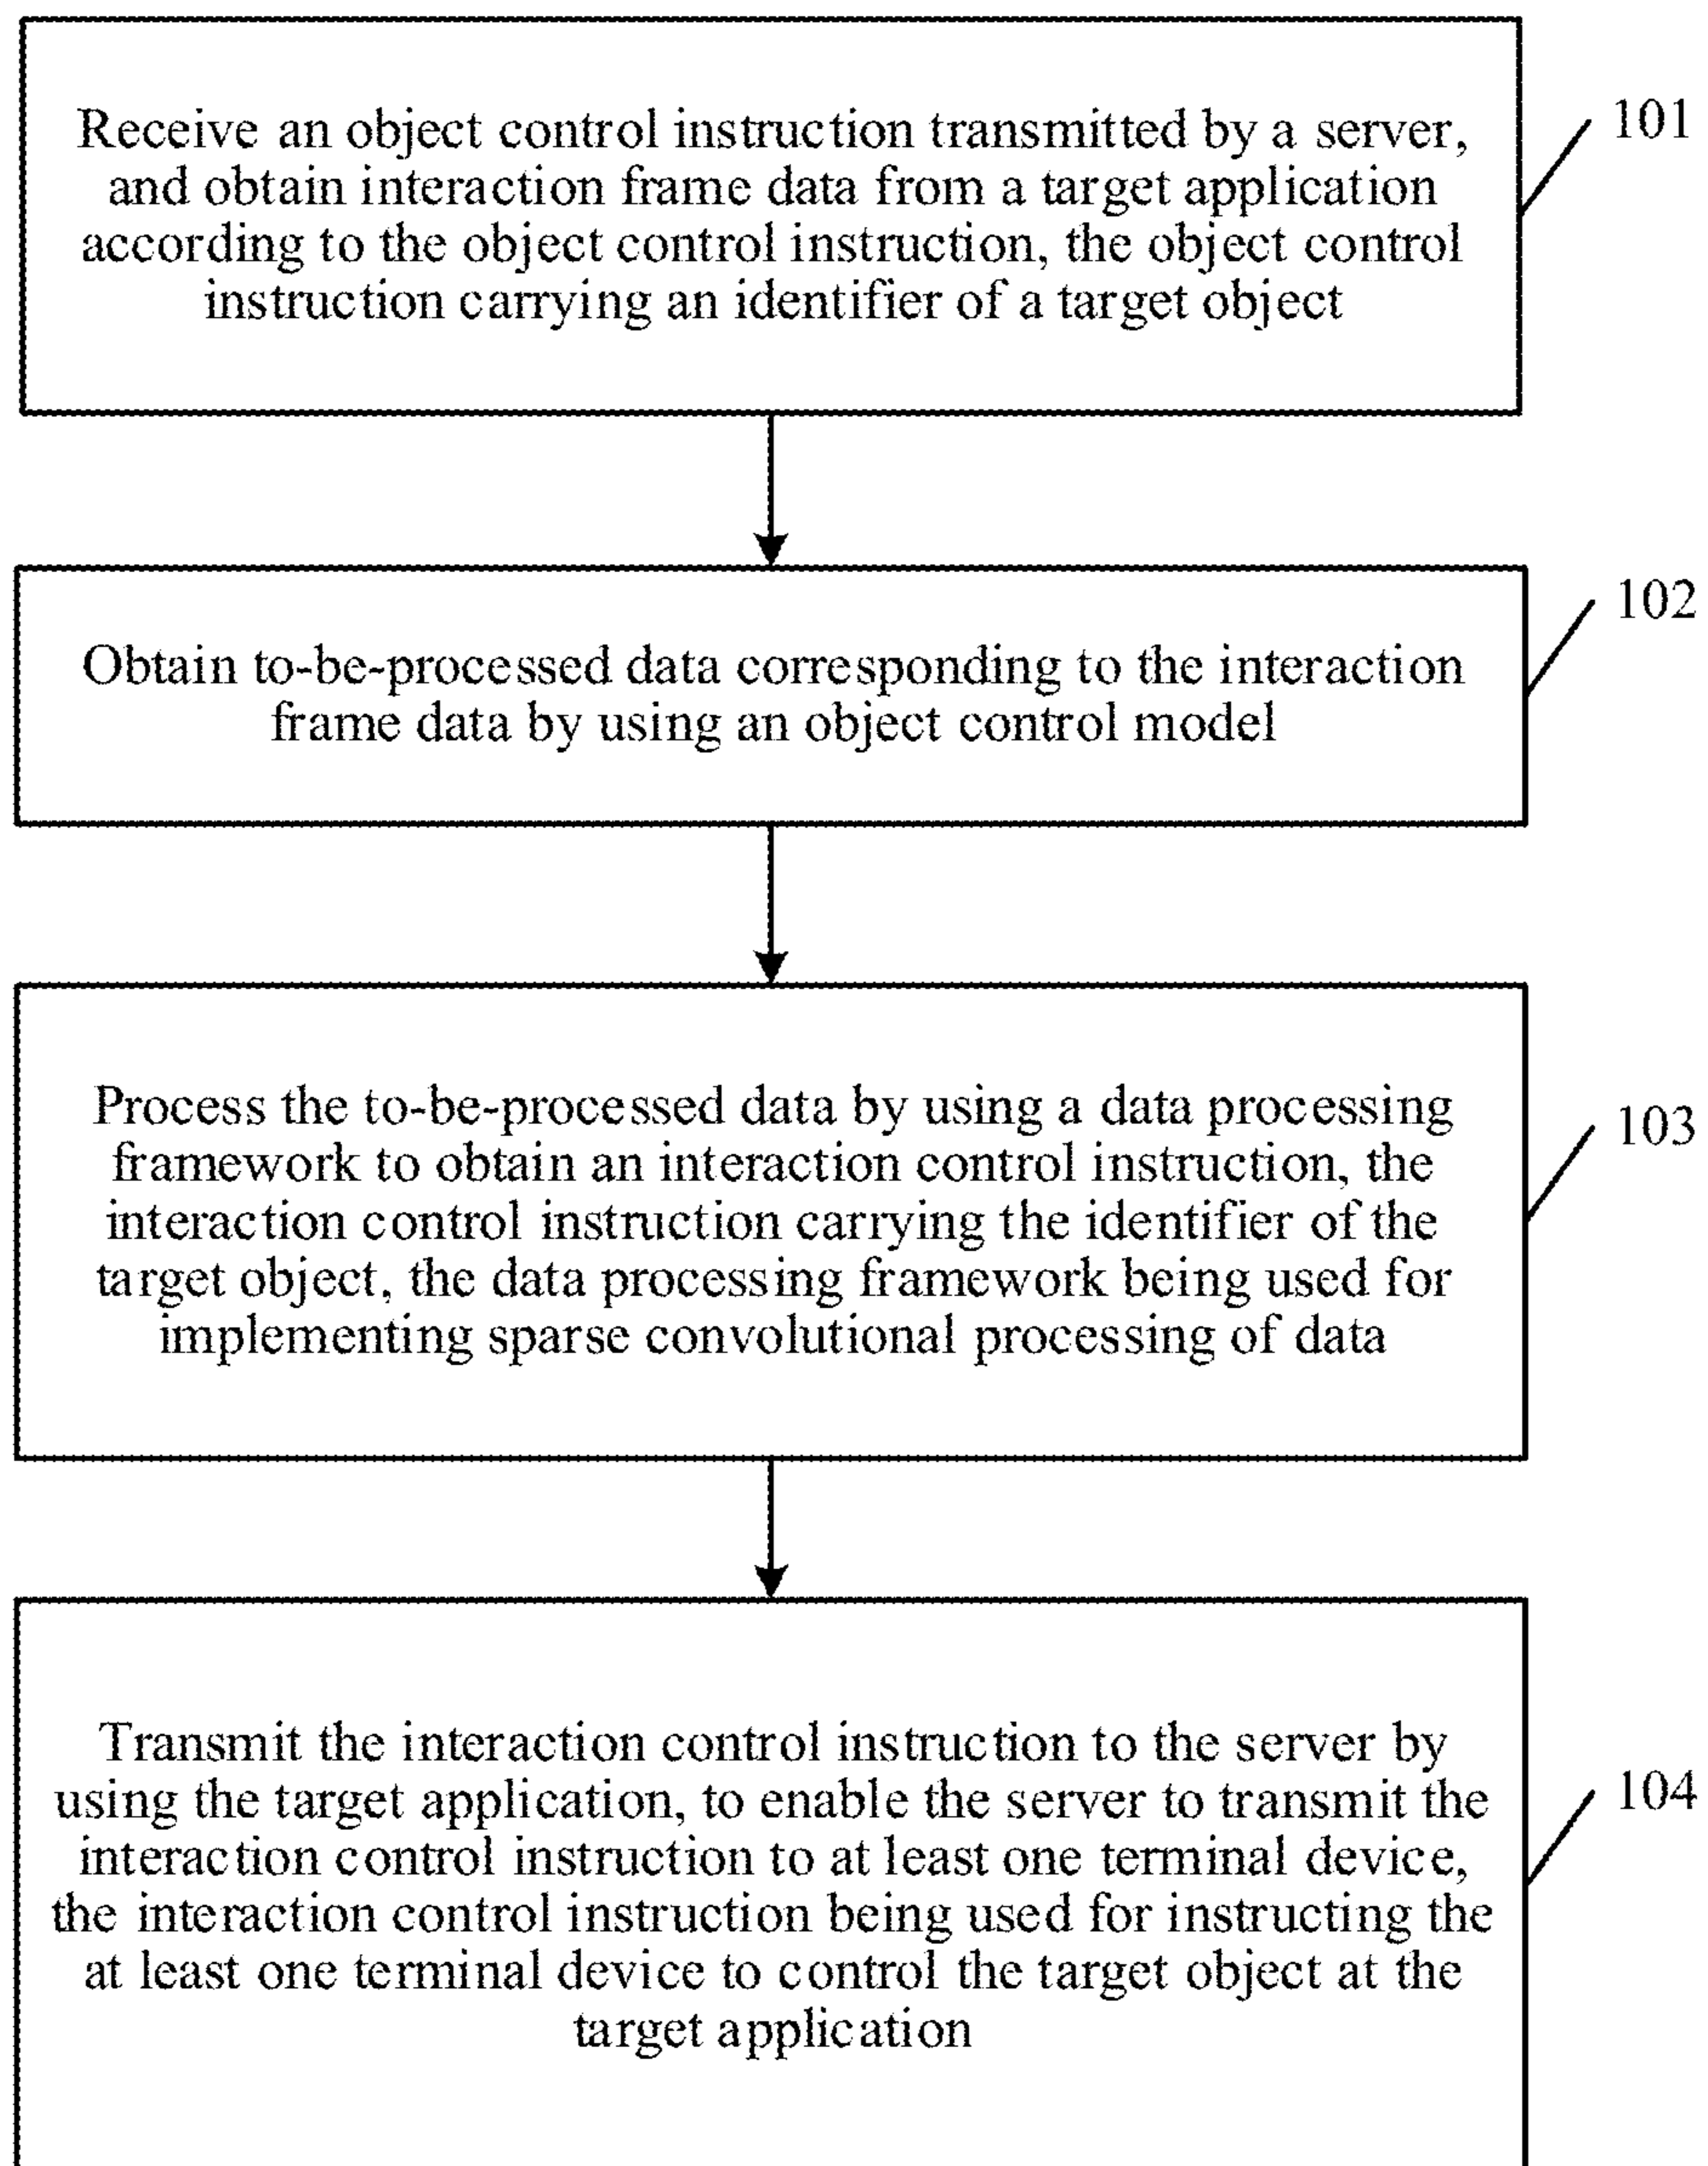 Receive an object control instruction transmitted by a server,
and obtain interaction frame data from a target application
according to the object control instruction, the object control
instruction carrying an identifier of a target object
101
Obtain to-be-processed data corresponding to the interaction
frame data by using an object control model
102
Process the to-be-processed data by using a data processing
framework to obtain an interaction control instruction, the
interaction control instruction carrying the identifier of the
target object, the data processing framework being used for
implementing sparse convolutional processing of data
103
Transmit the interaction control instruction to the server by
using the target application, to enable the server to transmit the
interaction control instruction to at least one terminal device,
the interaction control instruction being used for instructing the
at least one terminal device to control the target object at the
target application
104